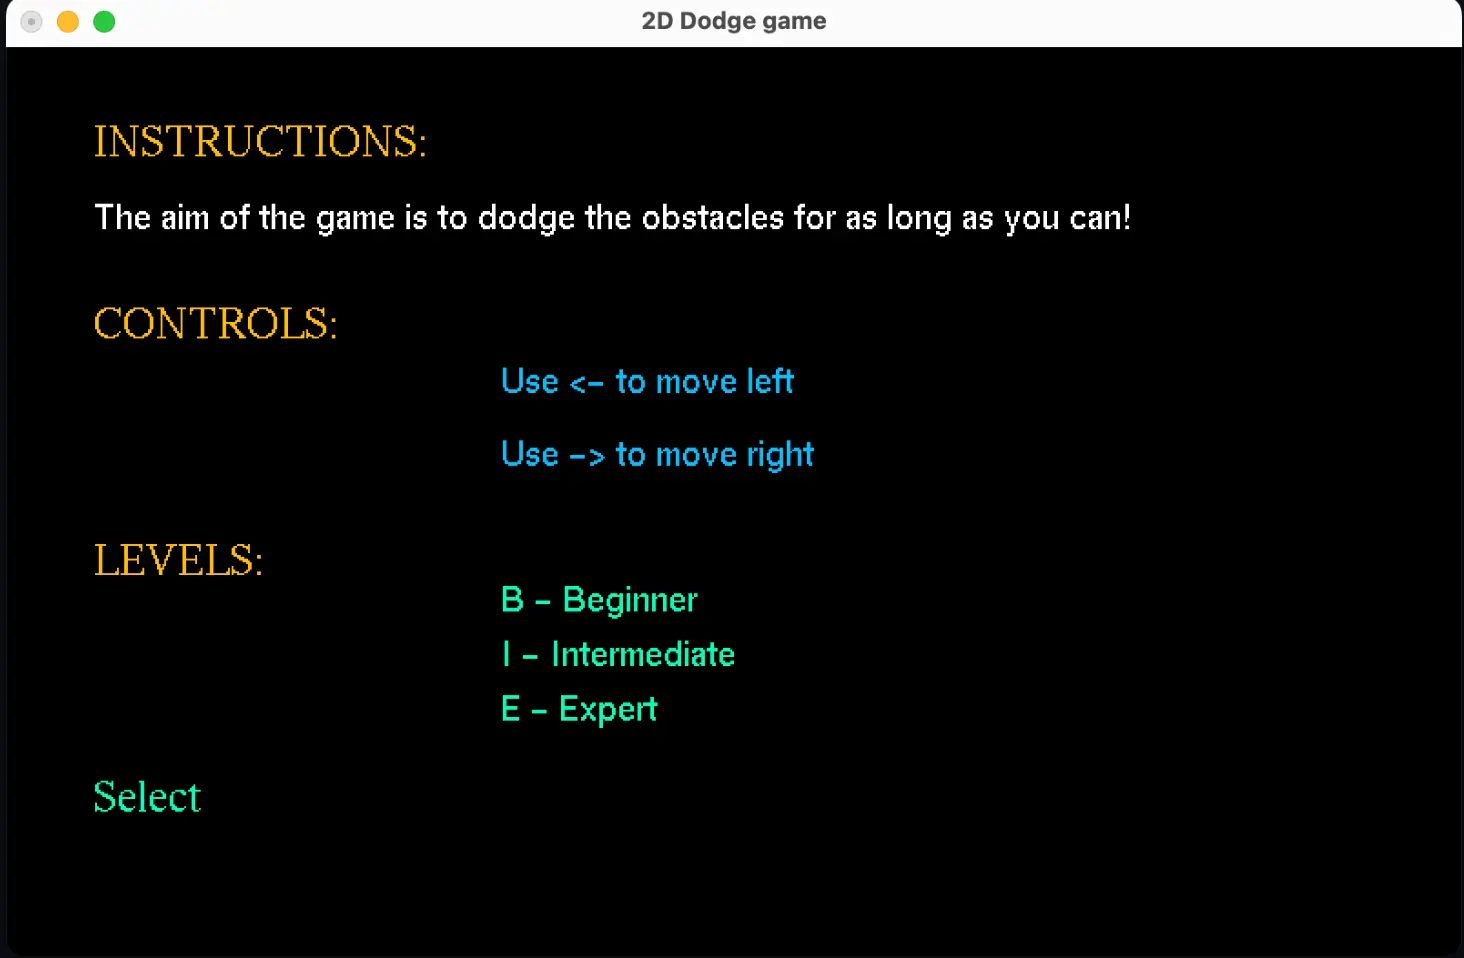 2D Dodge game
INSTRUCTIONS:
The aim of the game is to dodge the obstacles for as long as you can!
CONTROLS:
Use <- to move left
Use -> to move right
LEVELS:
B - Beginner
I - Intermediate
E - Expert
Select